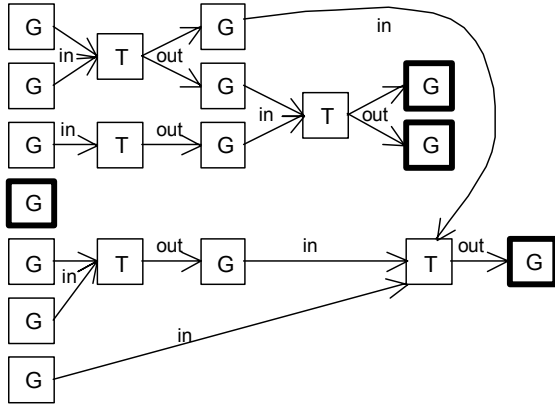 G G in
in T out
G G G
in T out
G in T out G G
G
G out in out
in T G T G
G
in
G